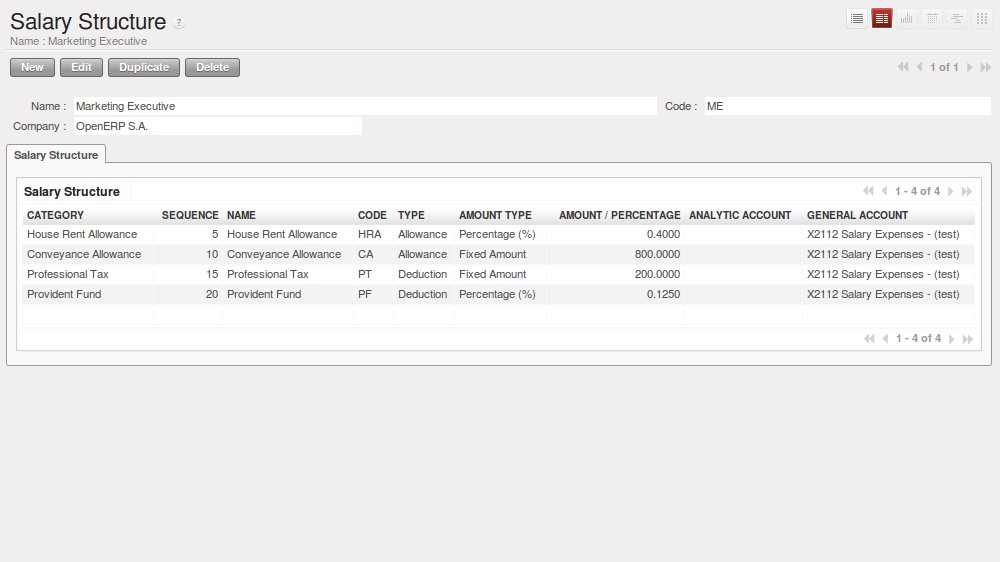 Salary Structure ?
Name : Marketing Executive
New Edit Duplicate Delete 1 of 1
Name : Marketing Executive Code : ME
Company : OpenERP S.A.
Salary Structure
Salary Structure 1 - 4 of 4
CATEGORY SEQUENCE NAME CODE TYPE AMOUNT TYPE AMOUNT / PERCENTAGE ANALYTIC ACCOUNT GENERAL ACCOUNT
House Rent Allowance 5 House Rent Allowance HRA Allowance Percentage (%) 0.4000 X2112 Salary Expenses - (test)
Conveyance Allowance 10 Conveyance Allowance CA Allowance Fixed Amount 800.0000 X2112 Salary Expenses - (test)
Professional Tax 15 Professional Tax PT Deduction Fixed Amount 200.0000 X2112 Salary Expenses - (test)
Provident Fund 20 Provident Fund PF Deduction Percentage (%) 0.1250 X2112 Salary Expenses - (test)
1 - 4 of 4